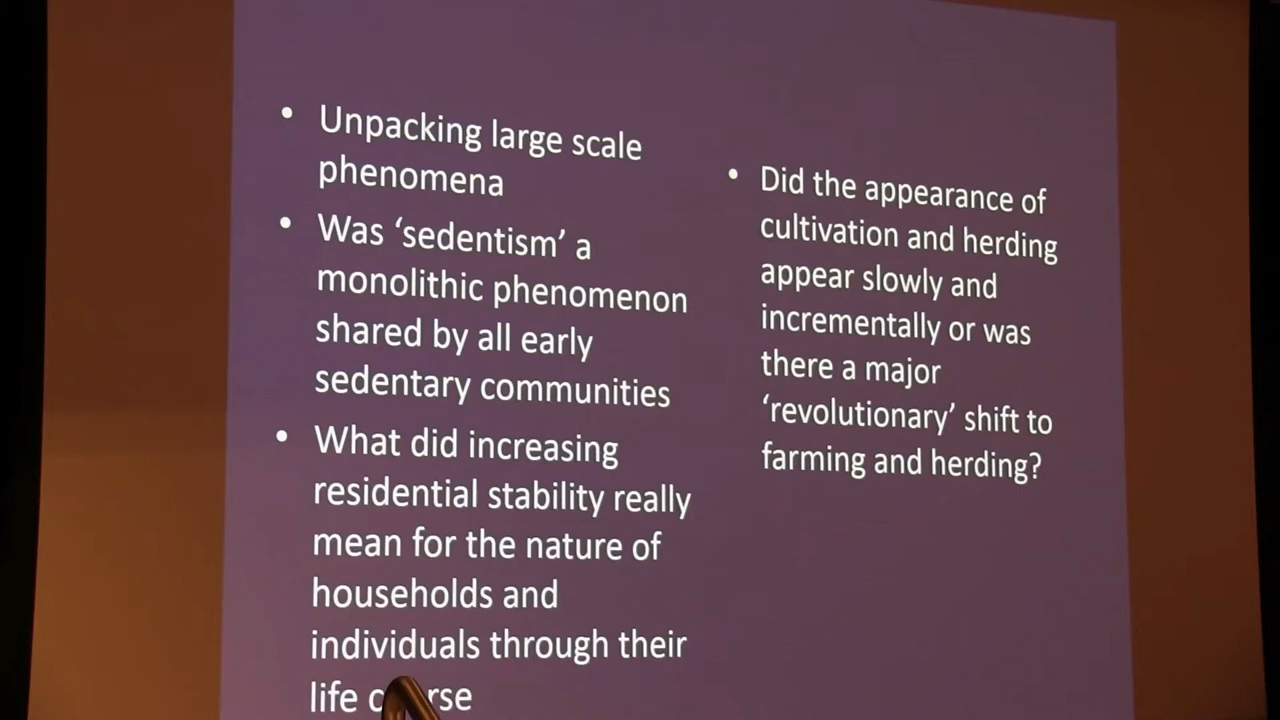 • Unpacking large scale
phenomena
• Was ‘sedentism’ a
monolithic phenomenon
shared by all early
sedentary communities
• What did increasing
residential stability really
mean for the nature of
households and
individuals through their
life
• Did the appearance of
cultivation and herding
appear slowly and
incrementally or was
there a major
‘revolutionary’ shift to
farming and herding?